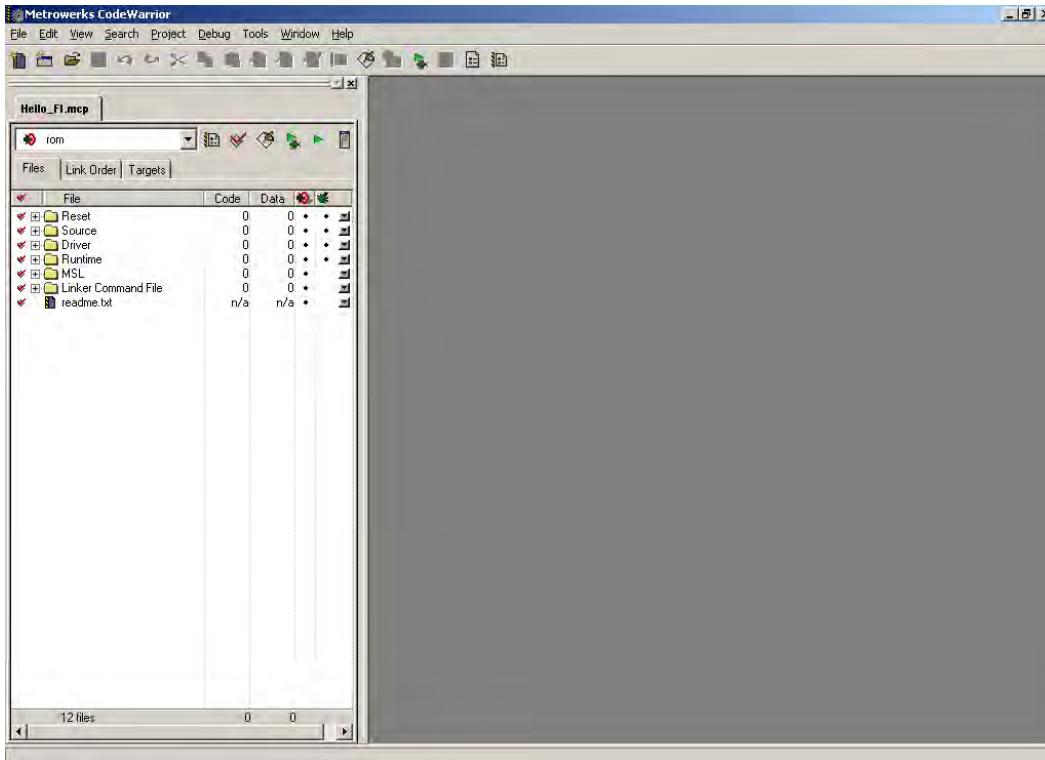 Metrowerks CodeWarrior
File Edit View Search Project Debug Tools Window Help
Hello_Fl.mcp
rom
Files Link Order Targets
File Code Data
Reset 0 0
Source 0 0
Driver 0 0
Runtime 0 0
MSL 0 0
Linker Command File 0 0
readme.txt n/a n/a
12 files 0 0